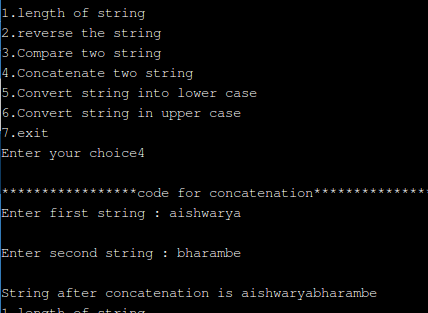 1.length of string
2.reverse the string
3.Compare two string
4.Concatenate two string
5.Convert string into lower case
6.Convert string in upper case
7.exit
Enter your choice4
*****************code for concatenation***************
Enter first string : aishwarya
Enter second string : bharambe
String after concatenation is aishwaryabharambe
1.length of string